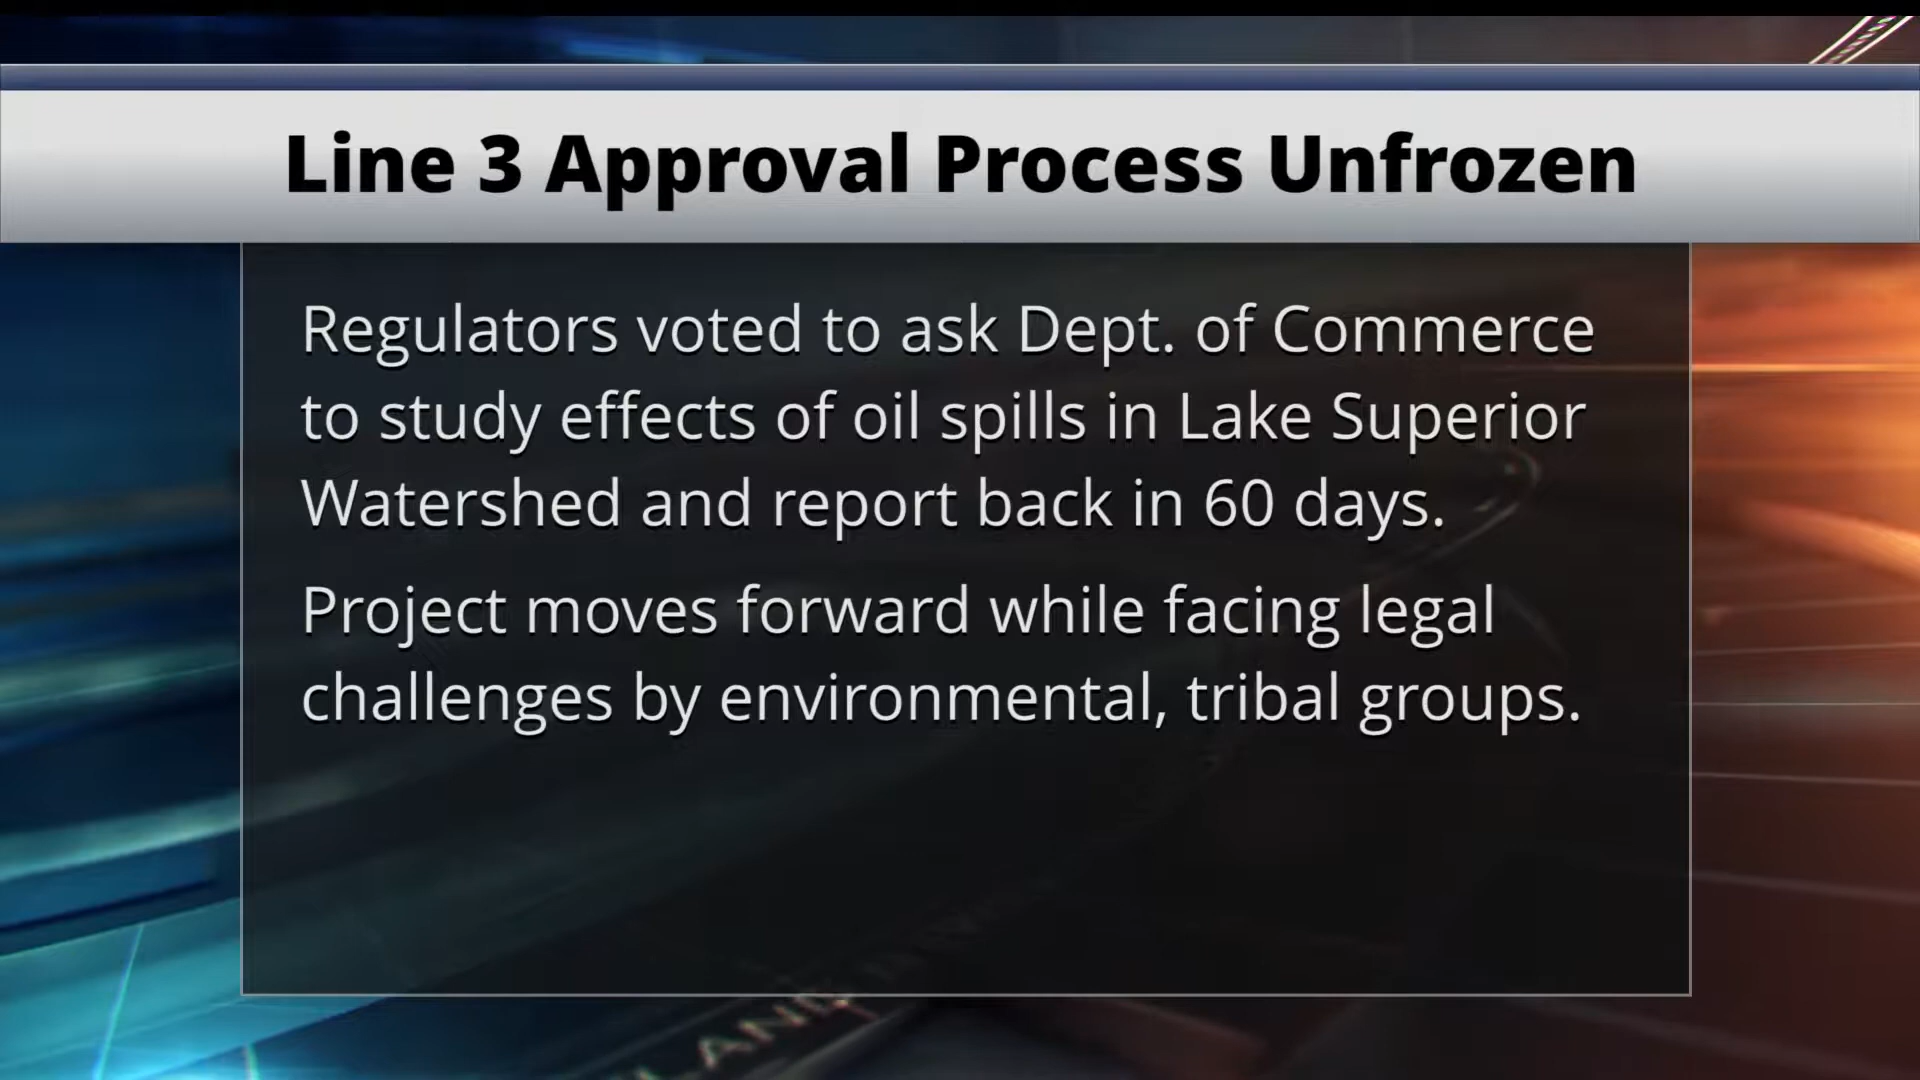 Line 3 Approval Process Unfrozen
Regulators voted to ask Dept. of Commerce
to study effects of oil spills in Lake Superior
Watershed and report back in 60 days.
Project moves forward while facing legal
challenges by environmental, tribal groups.